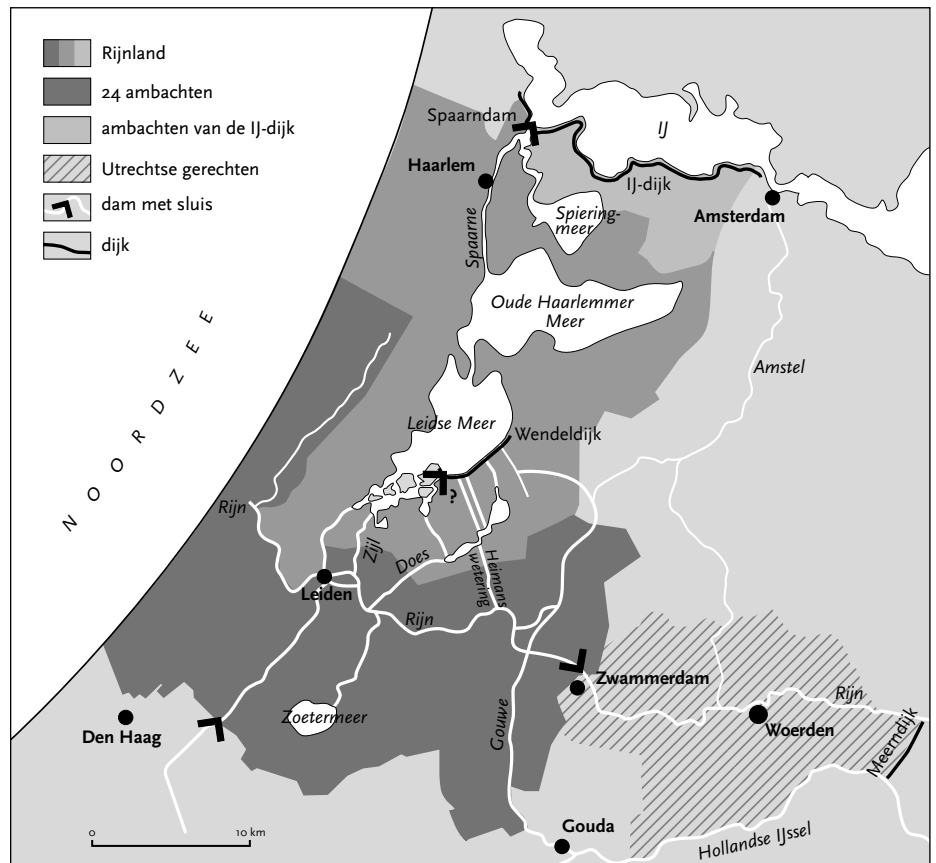 Rijnland
24 ambachten
ambachten van de IJ-dijk
Utrechtse gerechten
dam met sluis
dijk
Spaarndam
IJ
Haarlem
IJ-dijk
Amsterdam
Spiering-
meer
Spaarne
Oude Haarlemmer
Meer
NOORDZEE
Amstel
Leidse Meer
Wendeldijk
?
Rijn
Zijl
Does
Heimans
wetering
Leiden
Rijn
Zwammerdam
Zoetermeer
Gouwe
Rijn
Den Haag
Woerden
Meerndijk
0 10 km
Gouda
Hollandse IJssel